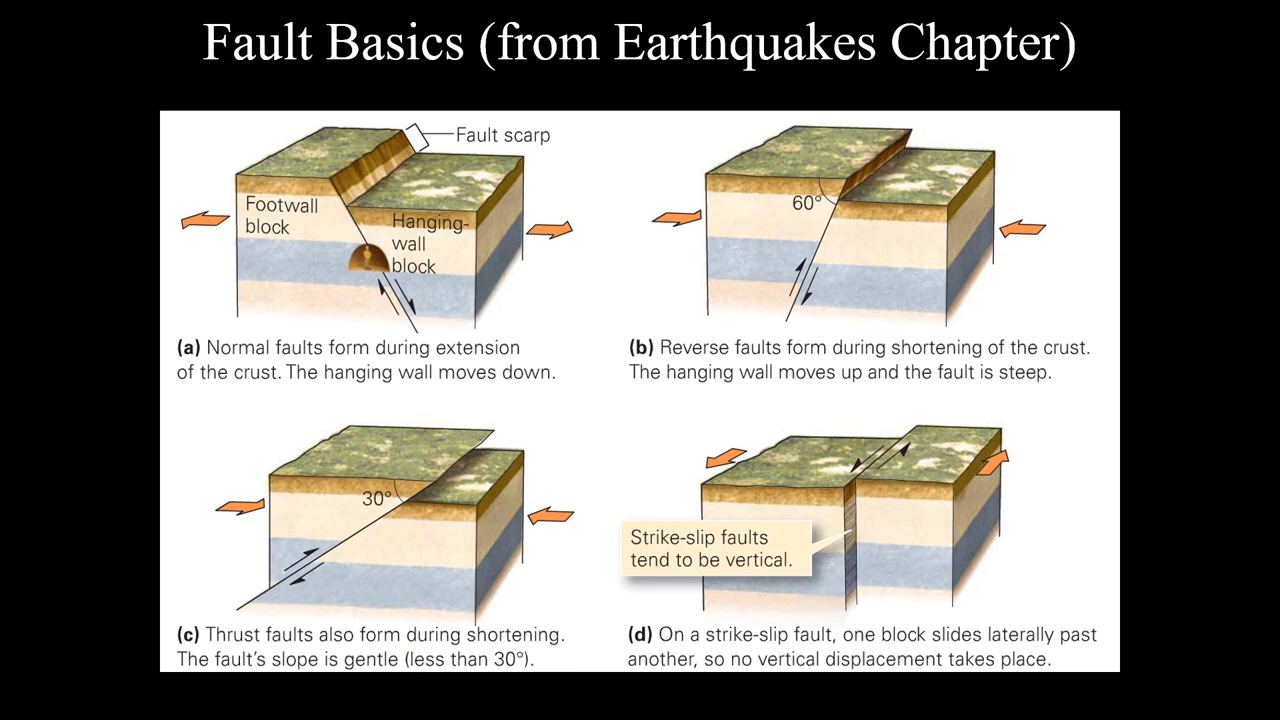 Fault Basics (from Earthquakes Chapter)
Fault scarp
Footwall
block
Hanging-
wall
block
(a) Normal faults form during extension
of the crust. The hanging wall moves down.
60°
(b) Reverse faults form during shortening of the crust.
The hanging wall moves up and the fault is steep.
30°
(c) Thrust faults also form during shortening.
The fault's slope is gentle (less than 30°).
Strike-slip faults
tend to be vertical.
(d) On a strike-slip fault, one block slides laterally past
another, so no vertical displacement takes place.